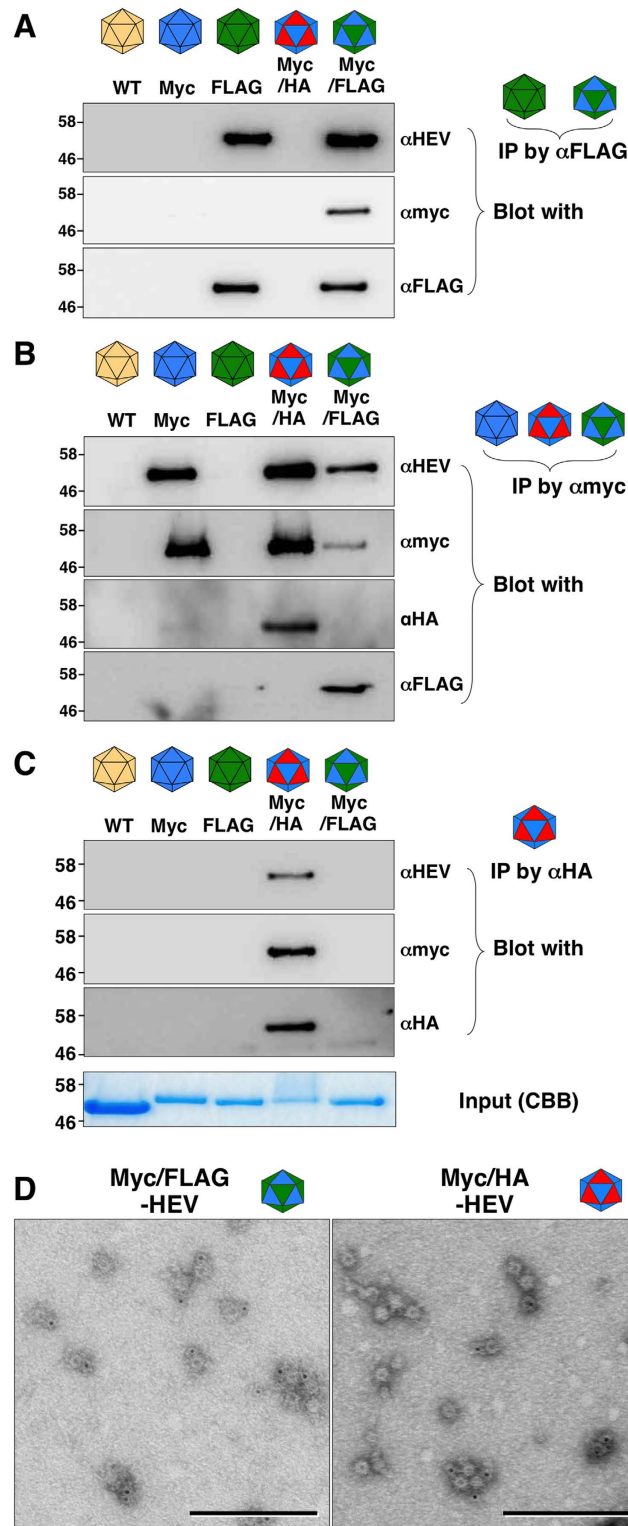 A
WT Myc FLAG Myc /HA Myc /FLAG
58
46
αHEV
58
46
αmyc
58
46
αFLAG
IP by αFLAG
Blot with
B
WT Myc FLAG Myc /HA Myc /FLAG
58
46
αHEV
58
46
αmyc
58
46
αHA
58
46
αFLAG
IP by αmyc
Blot with
C
WT Myc FLAG Myc /HA Myc /FLAG
58
46
αHEV
58
46
αmyc
58
46
αHA
IP by αHA
Blot with
58
46
Input (CBB)
D
Myc/FLAG
-HEV
Myc/HA
-HEV